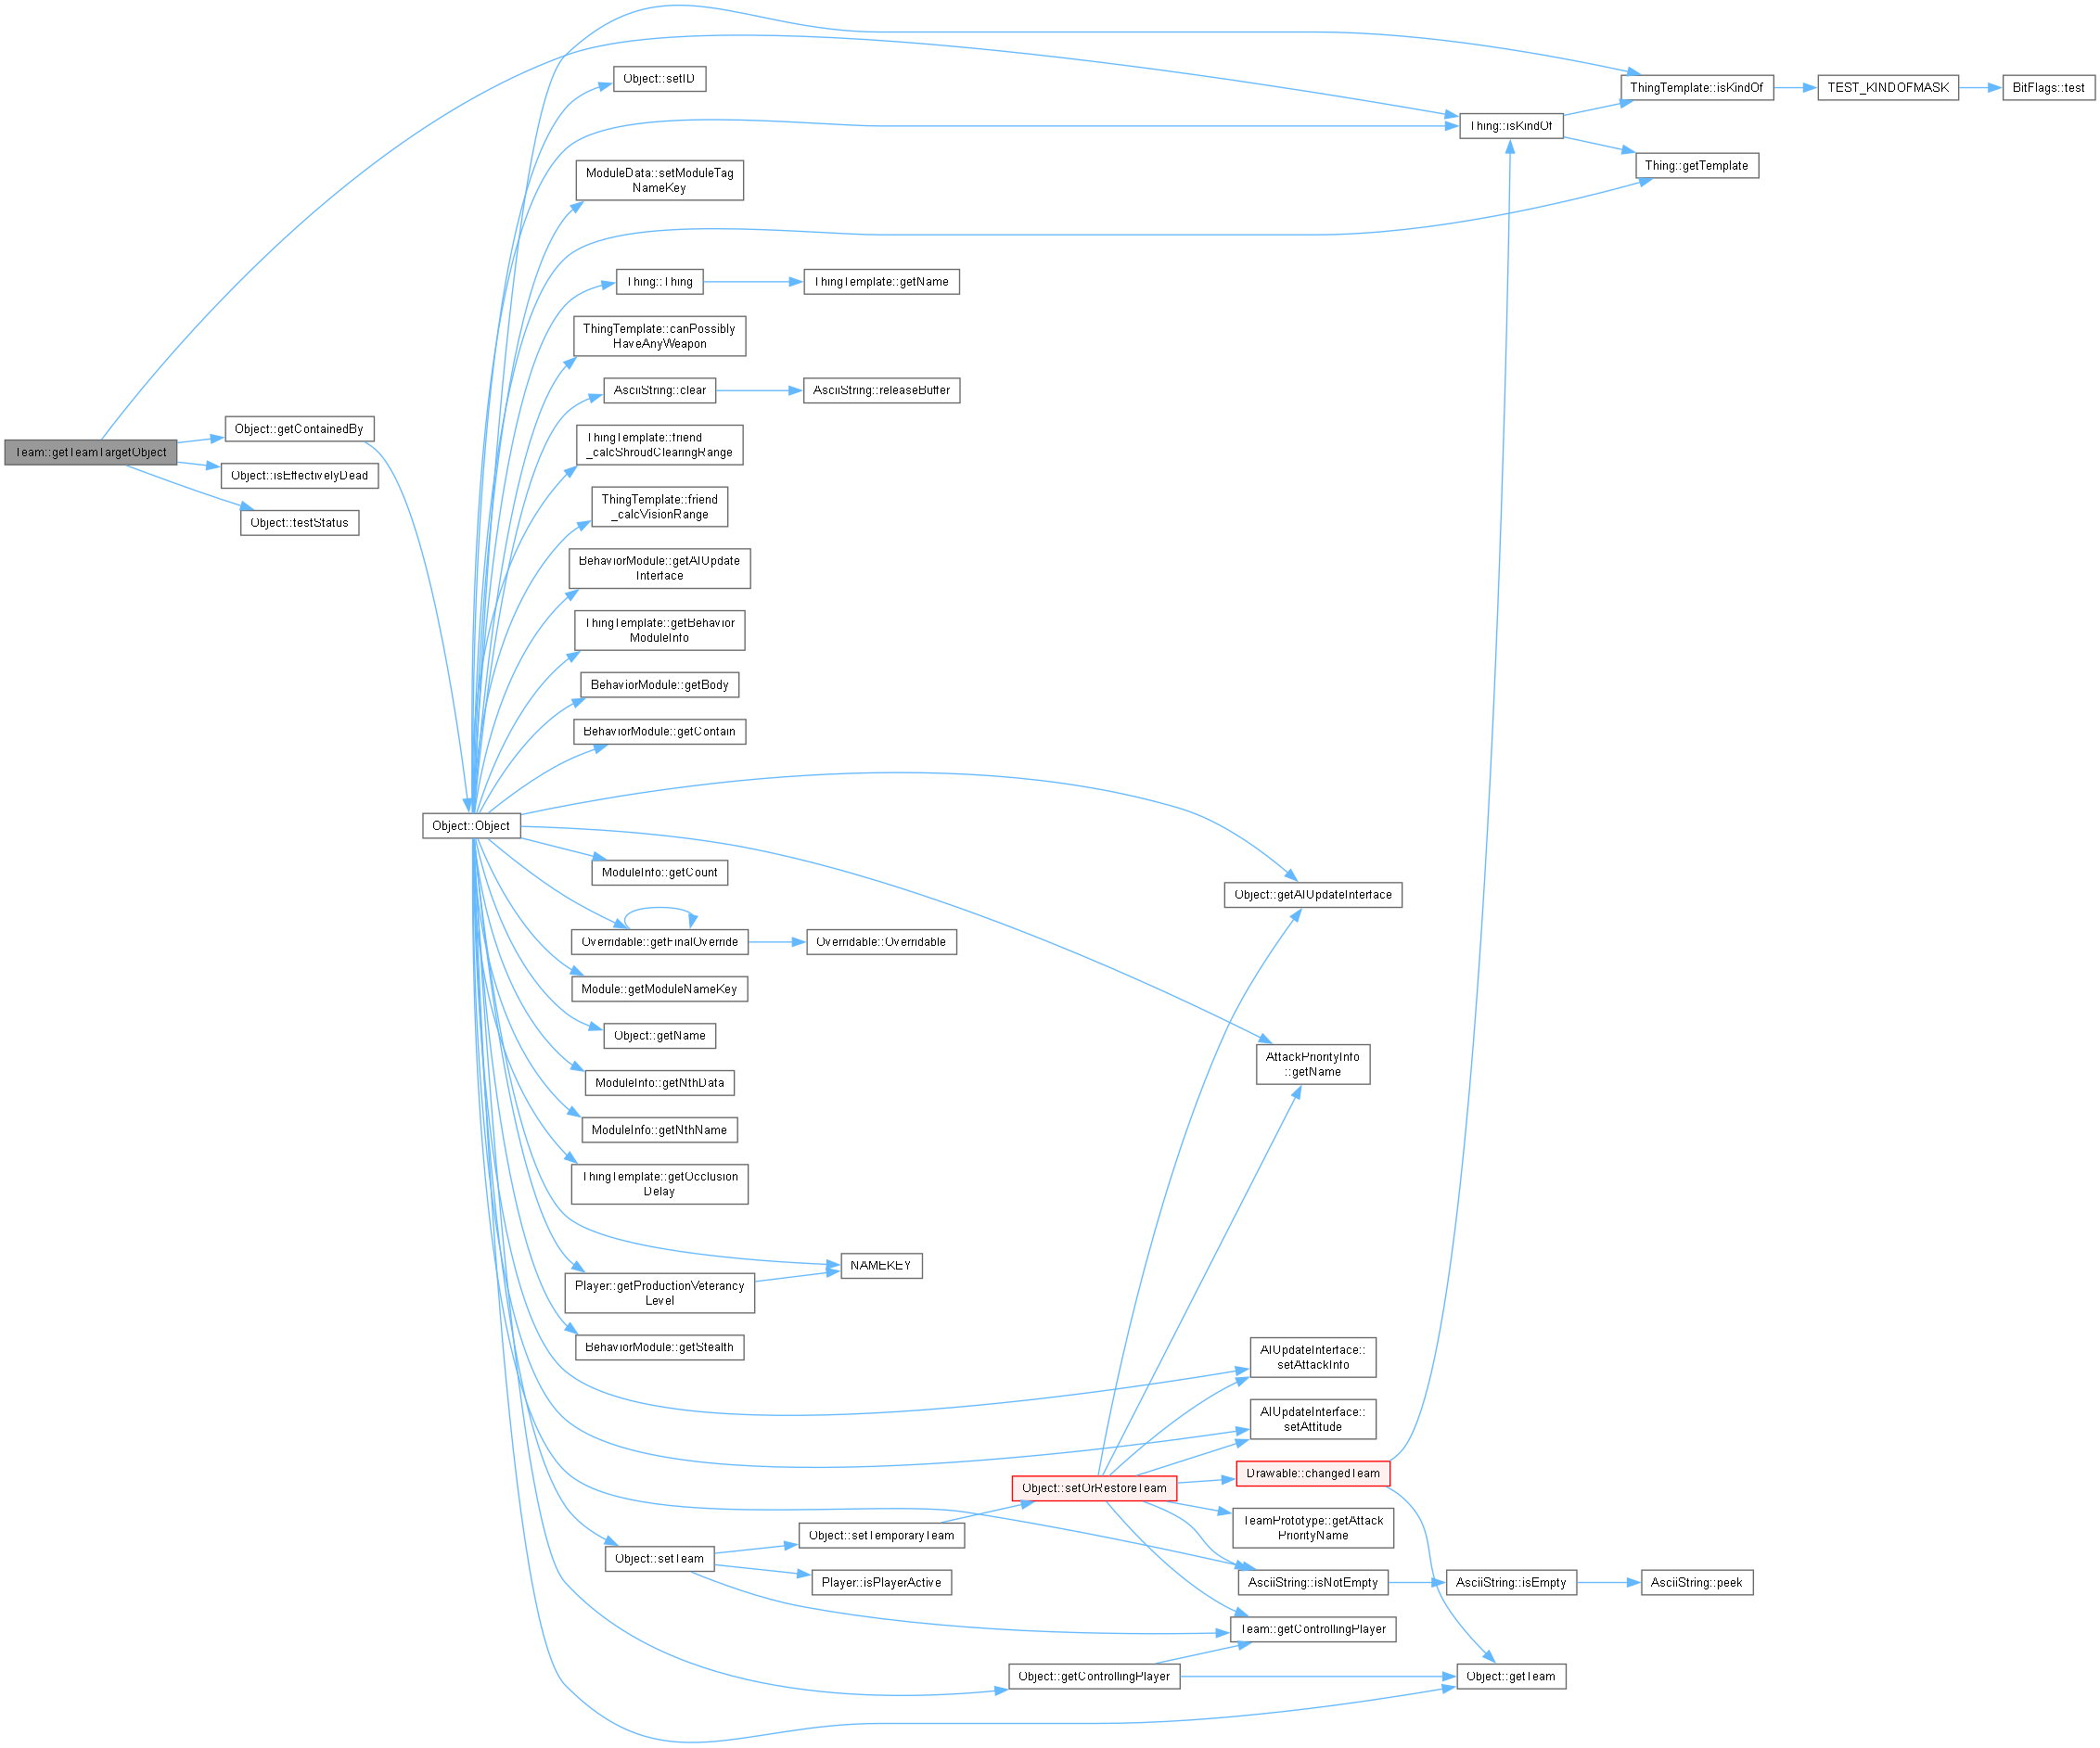 Team::getTeamTargetObject
Object::getContainedBy
Object::isEffectivelyDead
Object::testStatus
Object::Object
Object::setID
ModuleData::setModuleTag
NameKey
Thing::Thing
ThingTemplate::getName
ThingTemplate::canPossibly
HaveAnyWeapon
AsciiString::clear
AsciiString::releaseBuffer
ThingTemplate::friend
_calcShroudClearingRange
ThingTemplate::friend
_calcVisionRange
BehaviorModule::getAIUpdate
Interface
ThingTemplate::getBehavior
ModuleInfo
BehaviorModule::getBody
BehaviorModule::getContain
ModuleInfo::getCount
Overridable::getFinalOverride
Overridable::Overridable
Module::getModuleNameKey
Object::getName
ModuleInfo::getNthData
ModuleInfo::getNthName
ThingTemplate::getOcclusion
Delay
NAMEKEY
Player::getProductionVeterancy
Level
BehaviorModule::getStealth
Object::setTeam
Object::setTemporaryTeam
Player::isPlayerActive
Object::setOrRestoreTeam
Object::getControllingPlayer
Object::getAIUpdateInterface
AttackPriorityInfo
::getName
AIUpdateInterface::
setAttackInfo
AIUpdateInterface::
setAttitude
Drawable::changedTeam
TeamPrototype::getAttack
PriorityName
AsciiString::isNotEmpty
AsciiString::isEmpty
AsciiString::peek
Team::getControllingPlayer
Object::getTeam
Thing::isKindOf
ThingTemplate::isKindOf
TEST_KINDOFMASK
BitFlags::test
Thing::getTemplate